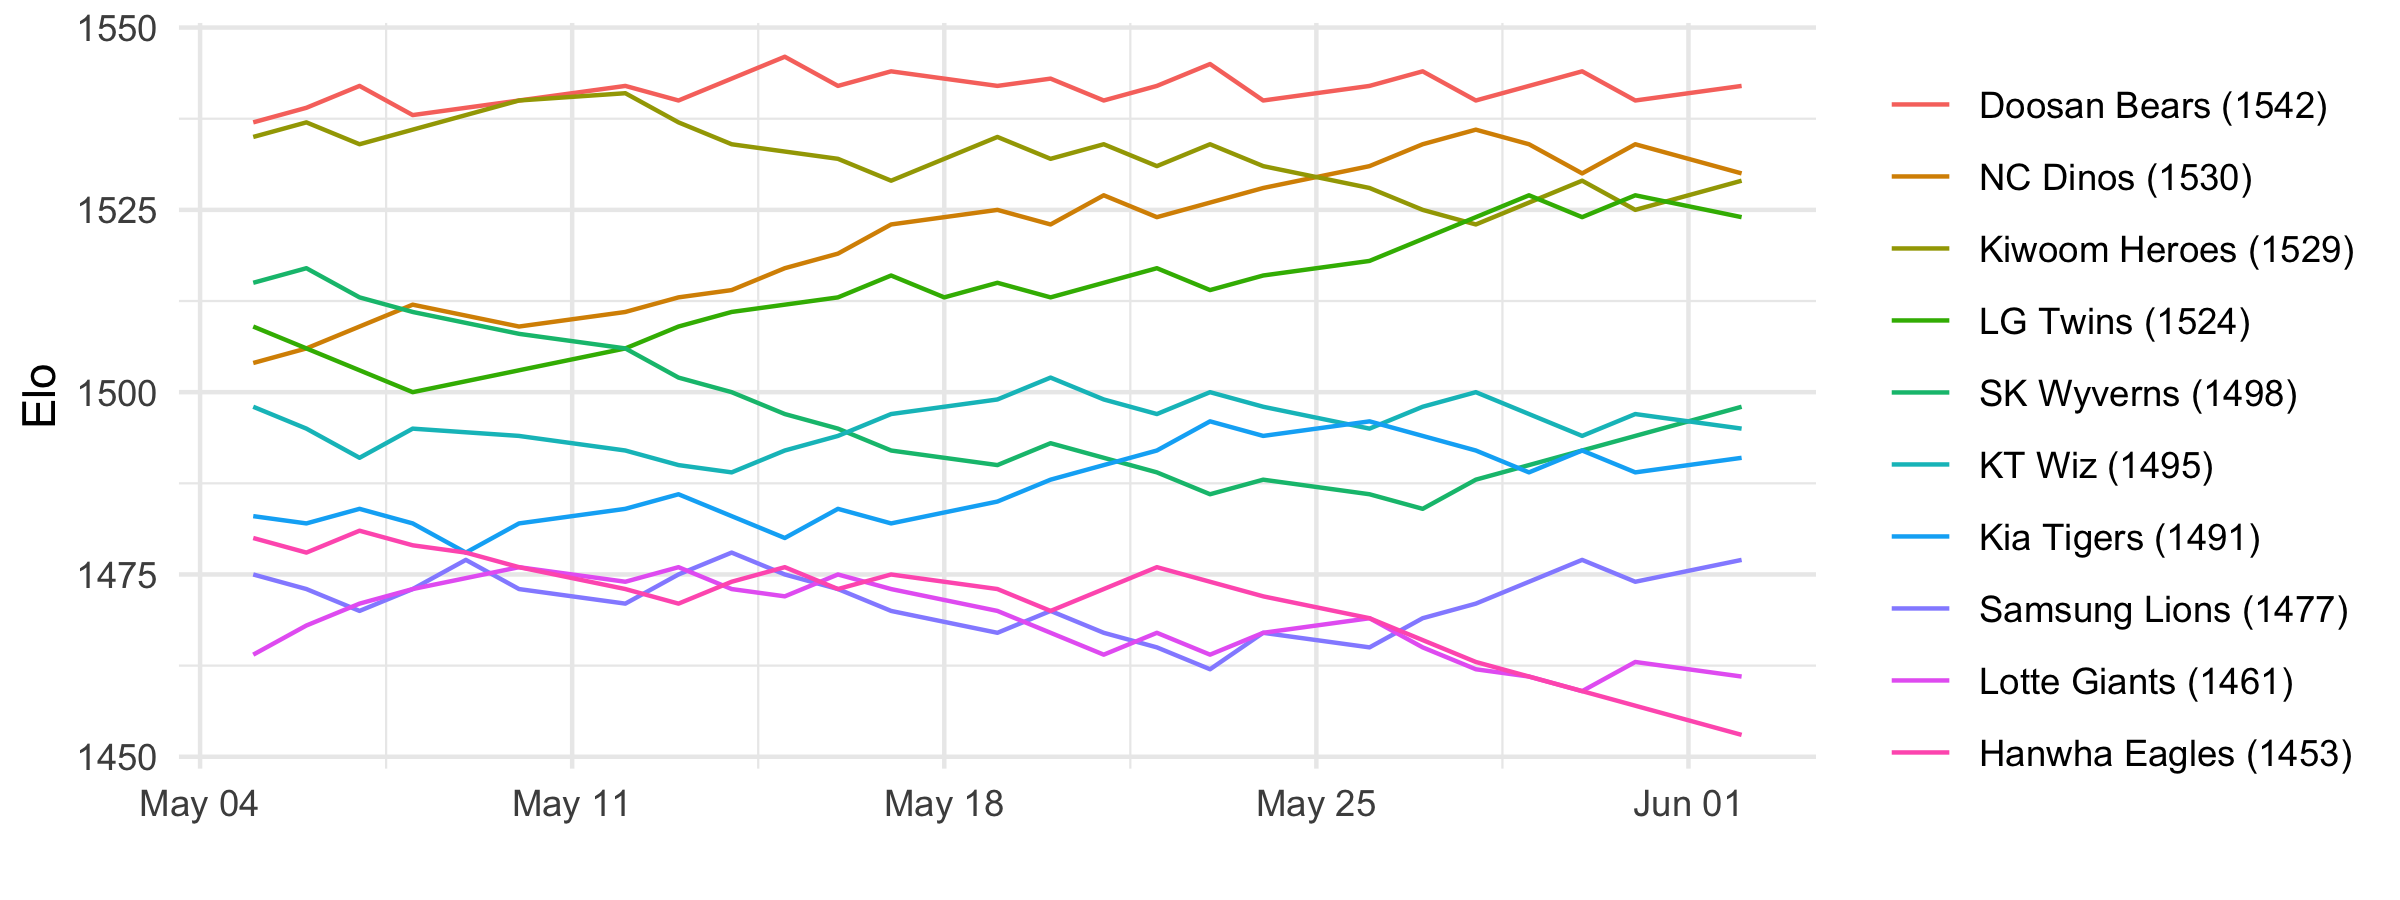 1550
1525
1500
1475
1450
Elo
May 04
May 11
May 18
May 25
Jun 01
Doosan Bears (1542)
NC Dinos (1530)
Kiwoom Heroes (1529)
LG Twins (1524)
SK Wyverns (1498)
KT Wiz (1495)
Kia Tigers (1491)
Samsung Lions (1477)
Lotte Giants (1461)
Hanwha Eagles (1453)